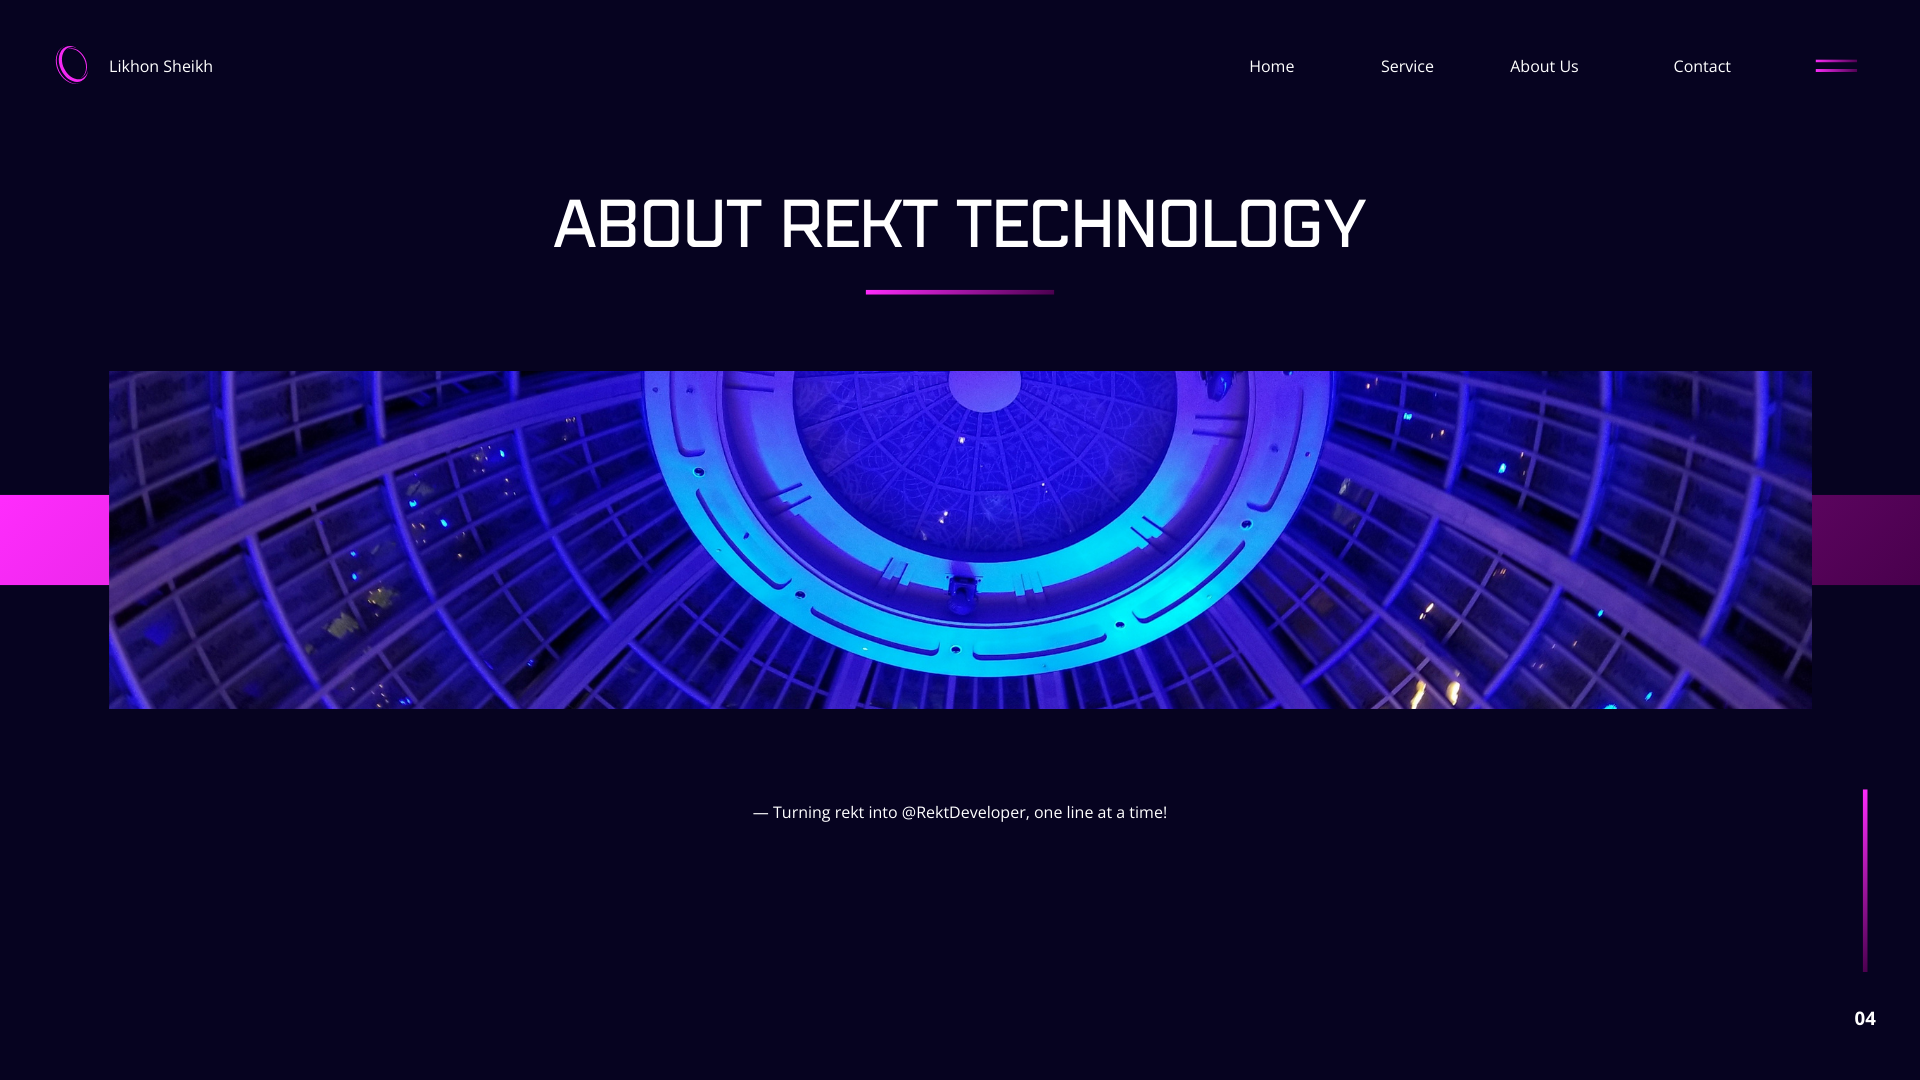 Likhon Sheikh
Home
Service
About Us
Contact
ABOUT REKT TECHNOLOGY
— Turning rekt into @RektDeveloper, one line at a time!
04